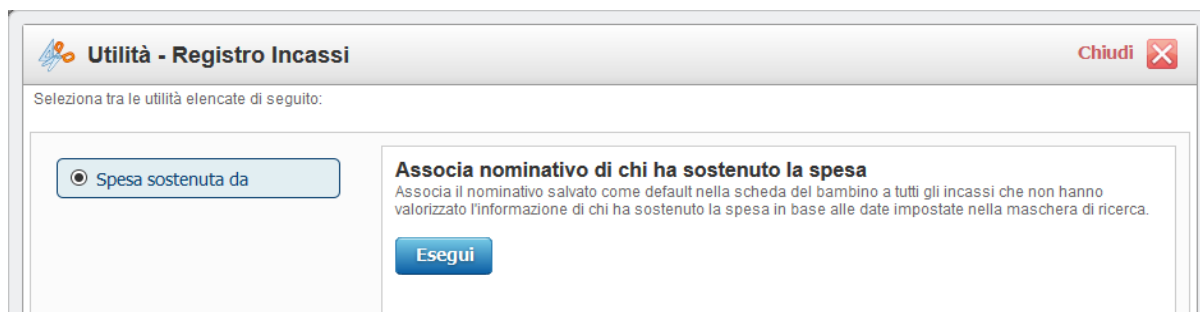 Utilità - Registro Incassi
Chiudi
Seleziona tra le utilità elencate di seguito:
Spesa sostenuta da
Associa nominativo di chi ha sostenuto la spesa
Associa il nominativo salvato come default nella scheda del bambino a tutti gli incassi che non hanno
valorizzato l'informazione di chi ha sostenuto la spesa in base alle date impostate nella maschera di ricerca.
Esegui